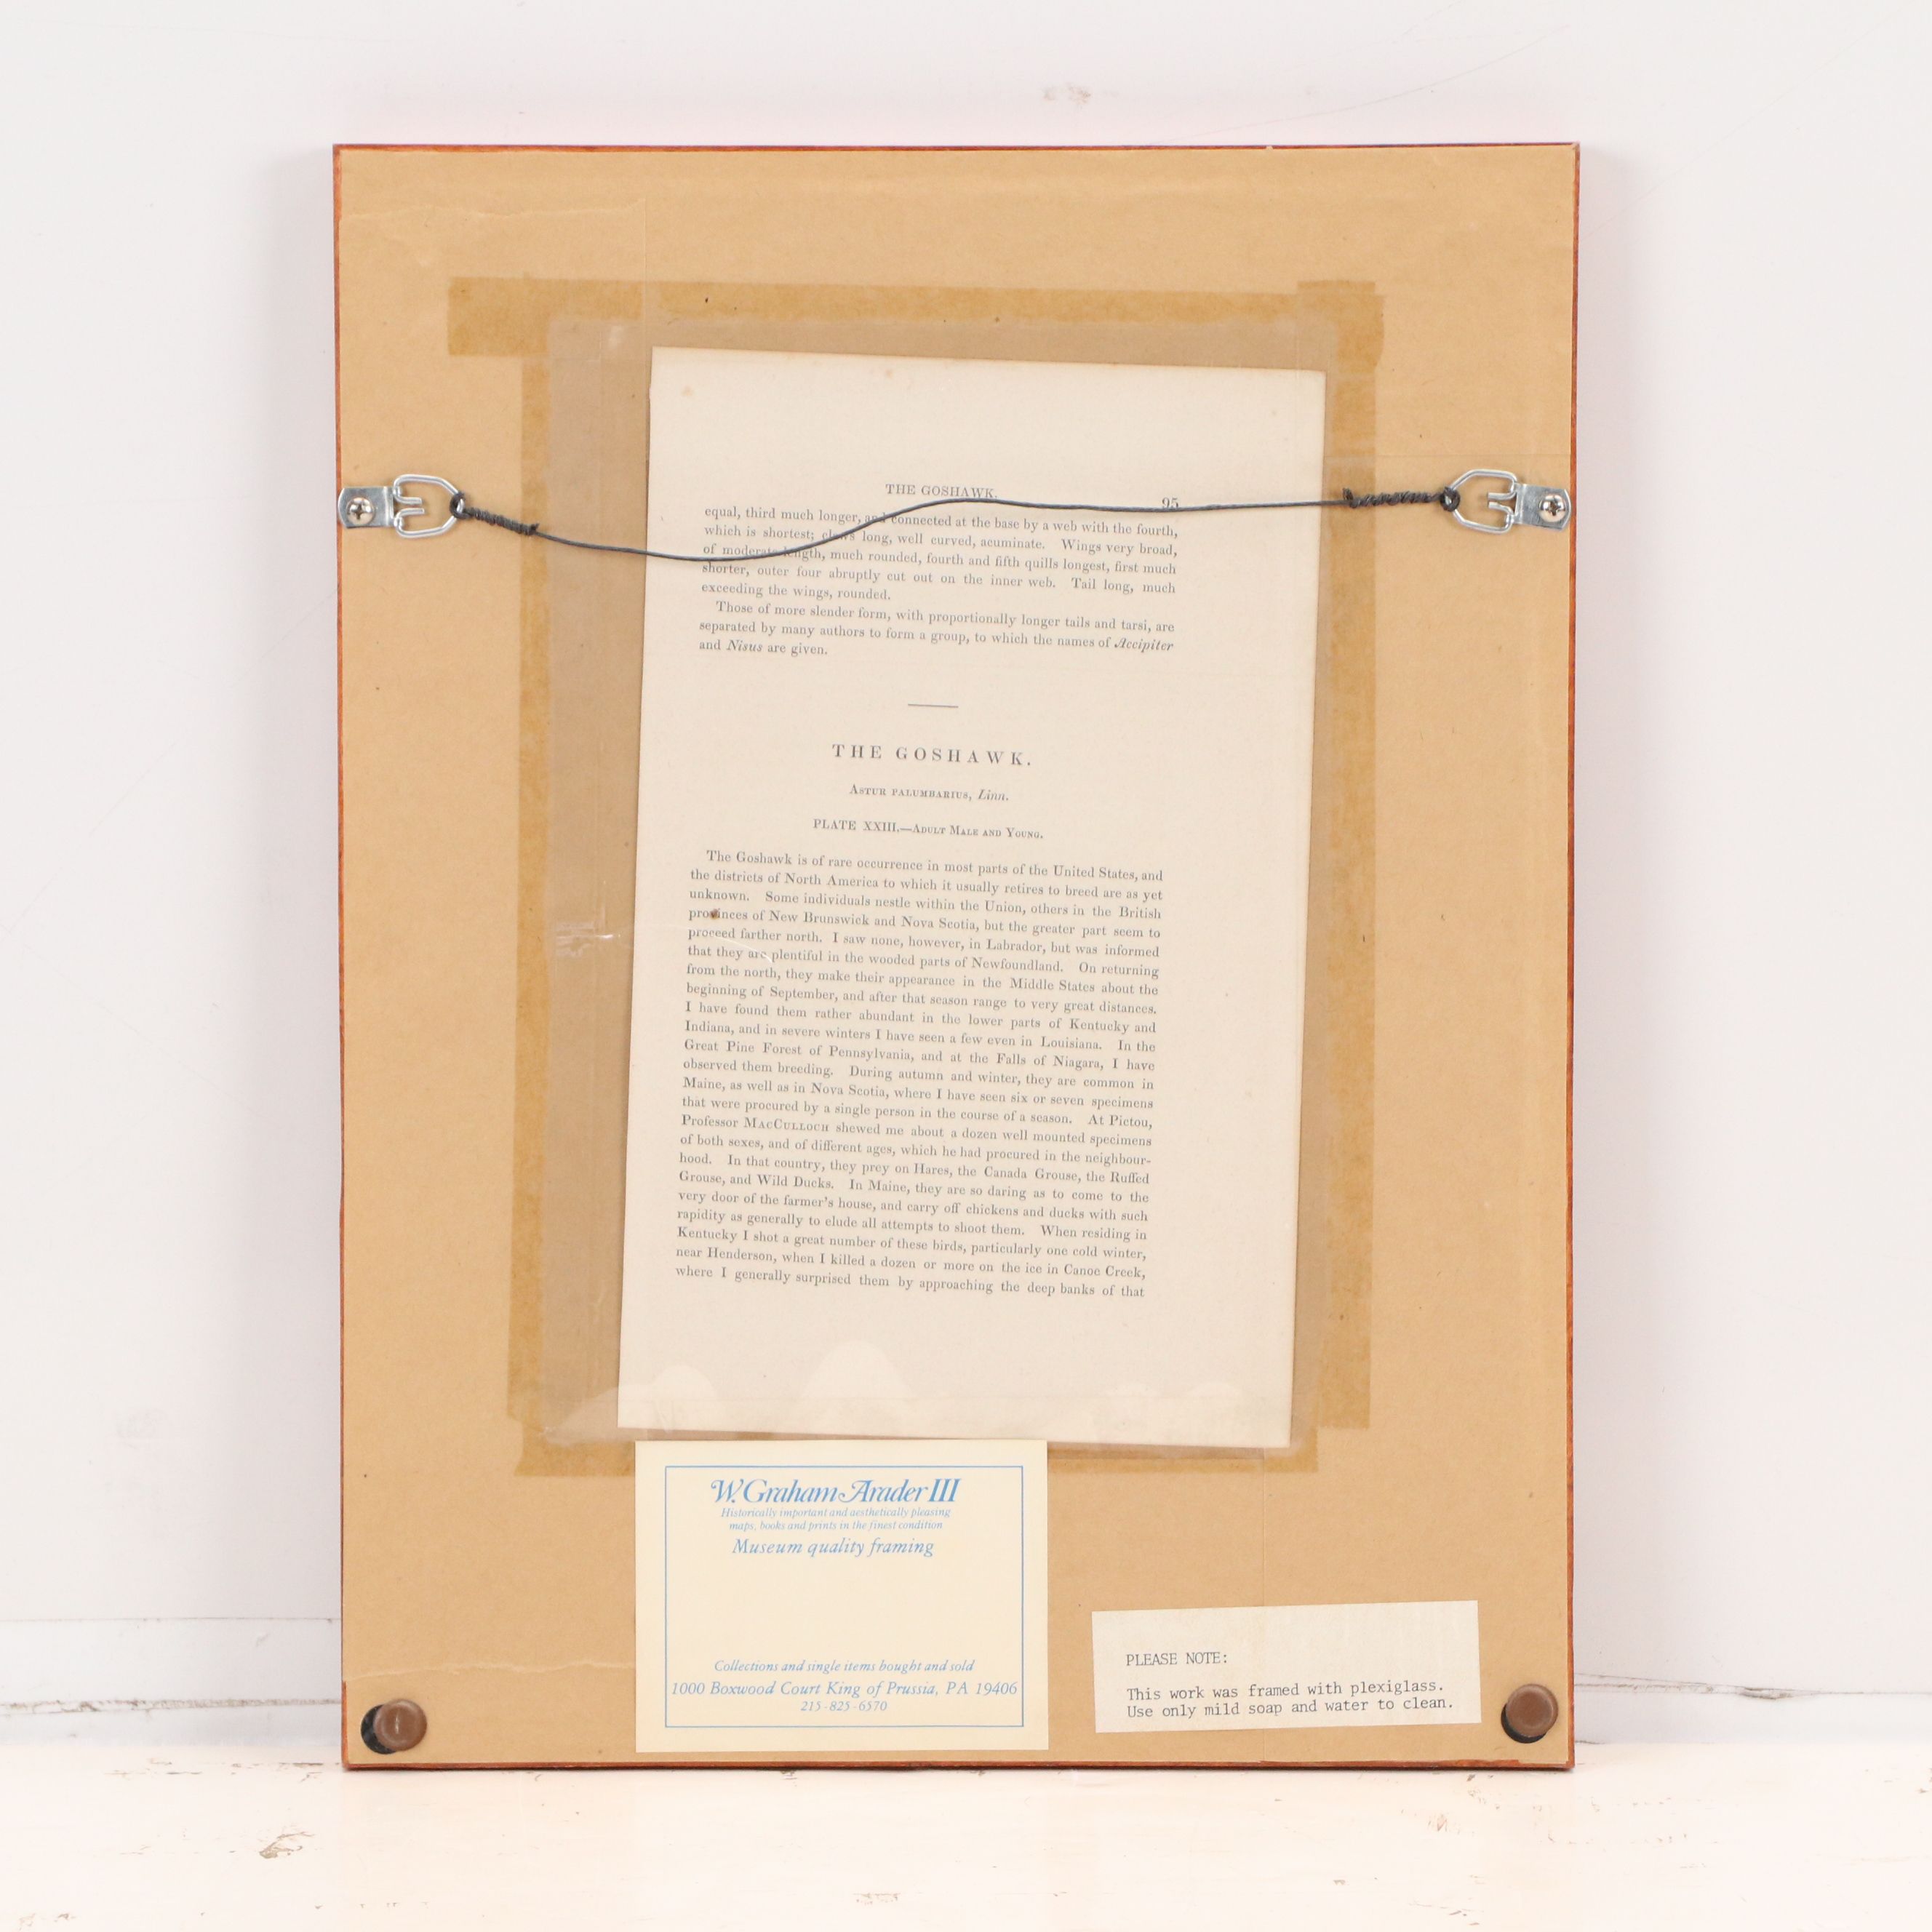 THE GOSHAWK. 95
equal, third much longer, and connected at the base by a web with the fourth,
which is shortest; claws long, well curved, acuminate. Wings very broad,
of moderate length, much rounded, fourth and fifth quills longest, first much
shorter, outer four abruptly cut out on the inner web. Tail long, much
exceeding the wings, rounded.
Those of more slender form, with proportionally longer tails and tarsi, are
separated by many authors to form a group, to which the names of Accipiter
and Nisus are given.
THE GOSHAWK.
ASTUR PALUMBARIUS, Linn.
PLATE XXIII.—ADULT MALE AND YOUNG.
The Goshawk is of rare occurrence in most parts of the United States, and
the districts of North America to which it usually retires to breed are as yet
unknown. Some individuals nestle within the Union, others in the British
provinces of New Brunswick and Nova Scotia, but the greater part seem to
proceed farther north. I saw none, however, in Labrador, but was informed
that they are plentiful in the wooded parts of Newfoundland. On returning
from the north, they make their appearance in the Middle States about the
beginning of September, and after that season range to very great distances.
I have found them rather abundant in the lower parts of Kentucky and
Indiana, and in severe winters I have seen a few even in Louisiana. In the
Great Pine Forest of Pennsylvania, and at the Falls of Niagara, I have
observed them breeding. During autumn and winter, they are common in
Maine, as well as in Nova Scotia, where I have seen six or seven specimens
that were procured by a single person in the course of a season. At Pictou,
Professor MACCULLOCH shewed me about a dozen well mounted specimens
of both sexes, and of different ages, which he had procured in the neighbour-
hood. In that country, they prey on Hares, the Canada Grouse, the Ruffed
Grouse, and Wild Ducks. In Maine, they are so daring as to come to the
very door of the farmer's house, and carry off chickens and ducks with such
rapidity as generally to elude all attempts to shoot them. When residing in
Kentucky I shot a great number of these birds, particularly one cold winter,
near Henderson, when I killed a dozen or more on the ice in Canoe Creek,
where I generally surprised them by approaching the deep banks of that
W. Graham Arader III
Historically important and aesthetically pleasing
maps, books and prints in the finest condition
Museum quality framing
Collections and single items bought and sold
1000 Boxwood Court King of Prussia, PA 19406
215-825-6570
PLEASE NOTE:
This work was framed with plexiglass.
Use only mild soap and water to clean.